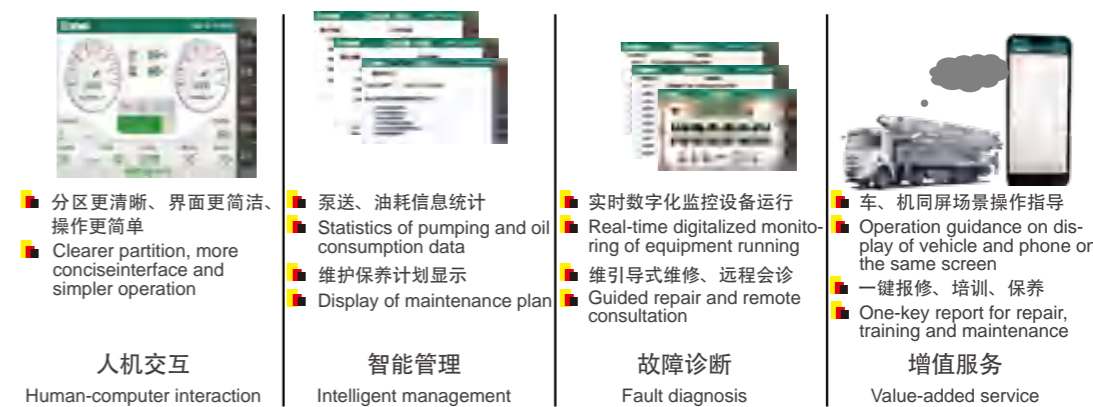 分区更清晰、界面更简洁、
操作更简单
Clearer partition, more
conciseinterface and
simpler operation
人机交互
Human-computer interaction
泵送、油耗信息统计
Statistics of pumping and oil
consumption data
维护保养计划显示
Display of maintenance plan
智能管理
Intelligent management
实时数字化监控设备运行
Real-time digitalized monito-
ring of equipment running
维引导式维修、远程会诊
Guided repair and remote
consultation
故障诊断
Fault diagnosis
车、机同屏场景操作指导
Operation guidance on dis-
play of vehicle and phone on
the same screen
一键报修、培训、保养
One-key report for repair,
training and maintenance
增值服务
Value-added service